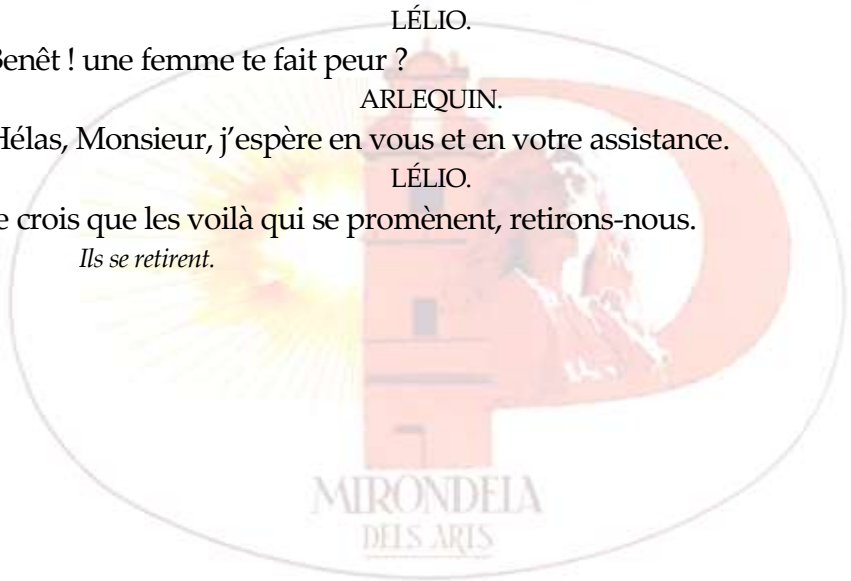 LÉLIO.
Benêt ! une femme te fait peur ?
ARLEQUIN.
Hélas, Monsieur, j'espère en vous et en votre assistance.
LÉLIO.
e crois que les voilà qui se promènent, retirons-nous.
Ils se retirent.
MIRONDELA
DELS ARTS